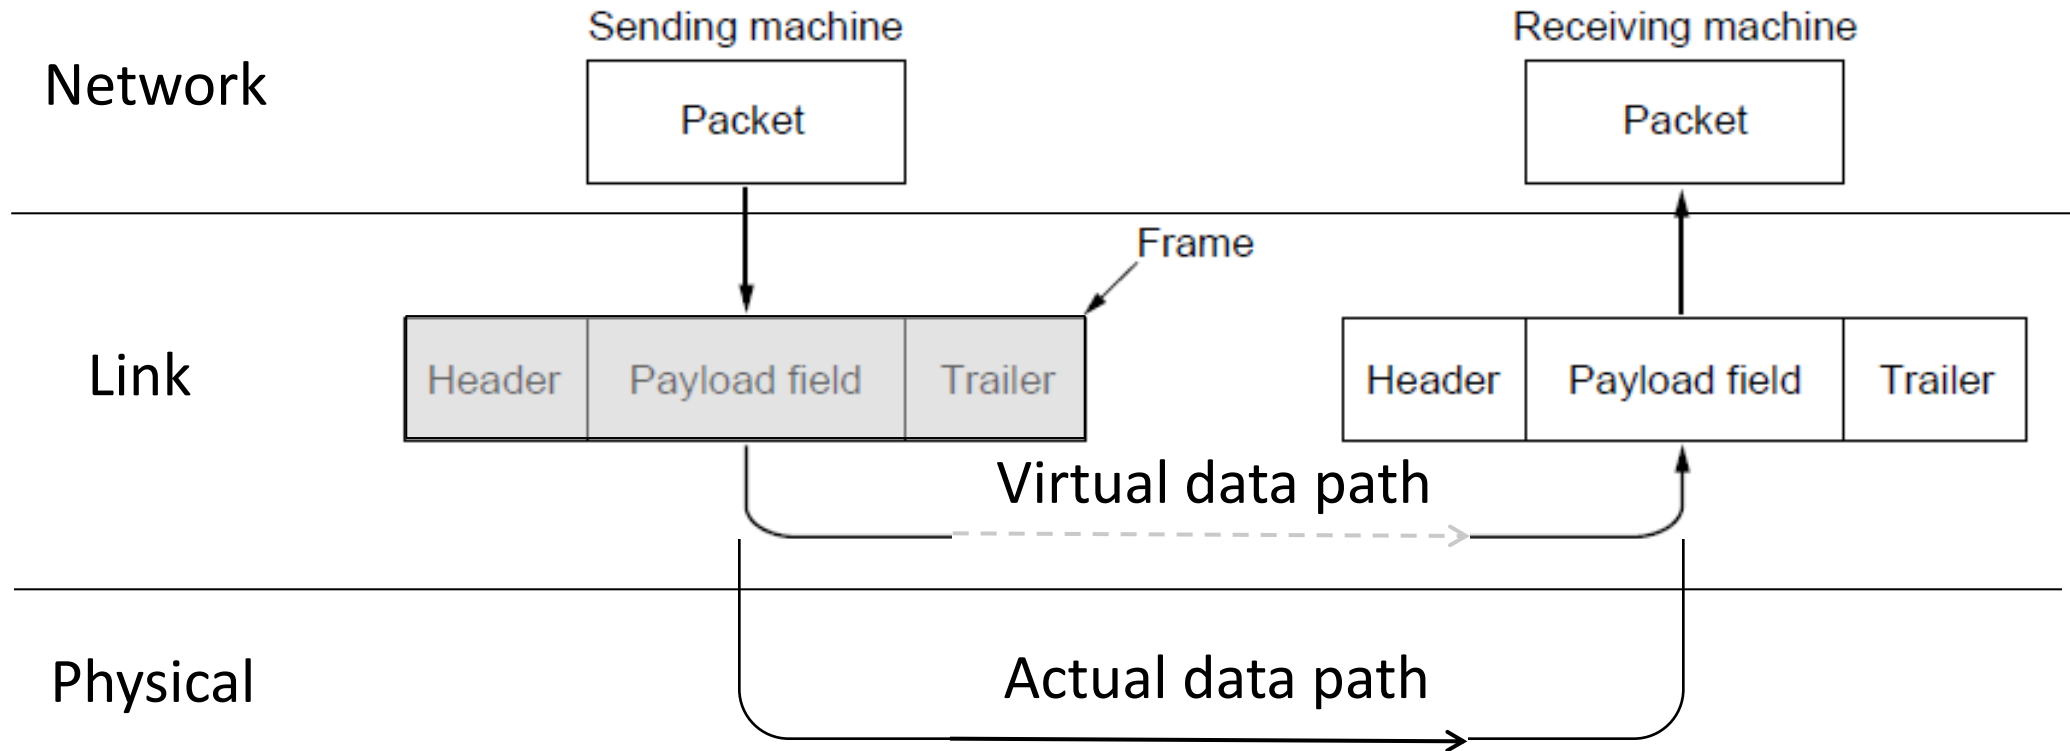 Sending machine
Receiving machine
Network
Packet
Packet
Frame
Link
Header
Payload field
Trailer
Header
Payload field
Trailer
Virtual data path
Physical
Actual data path